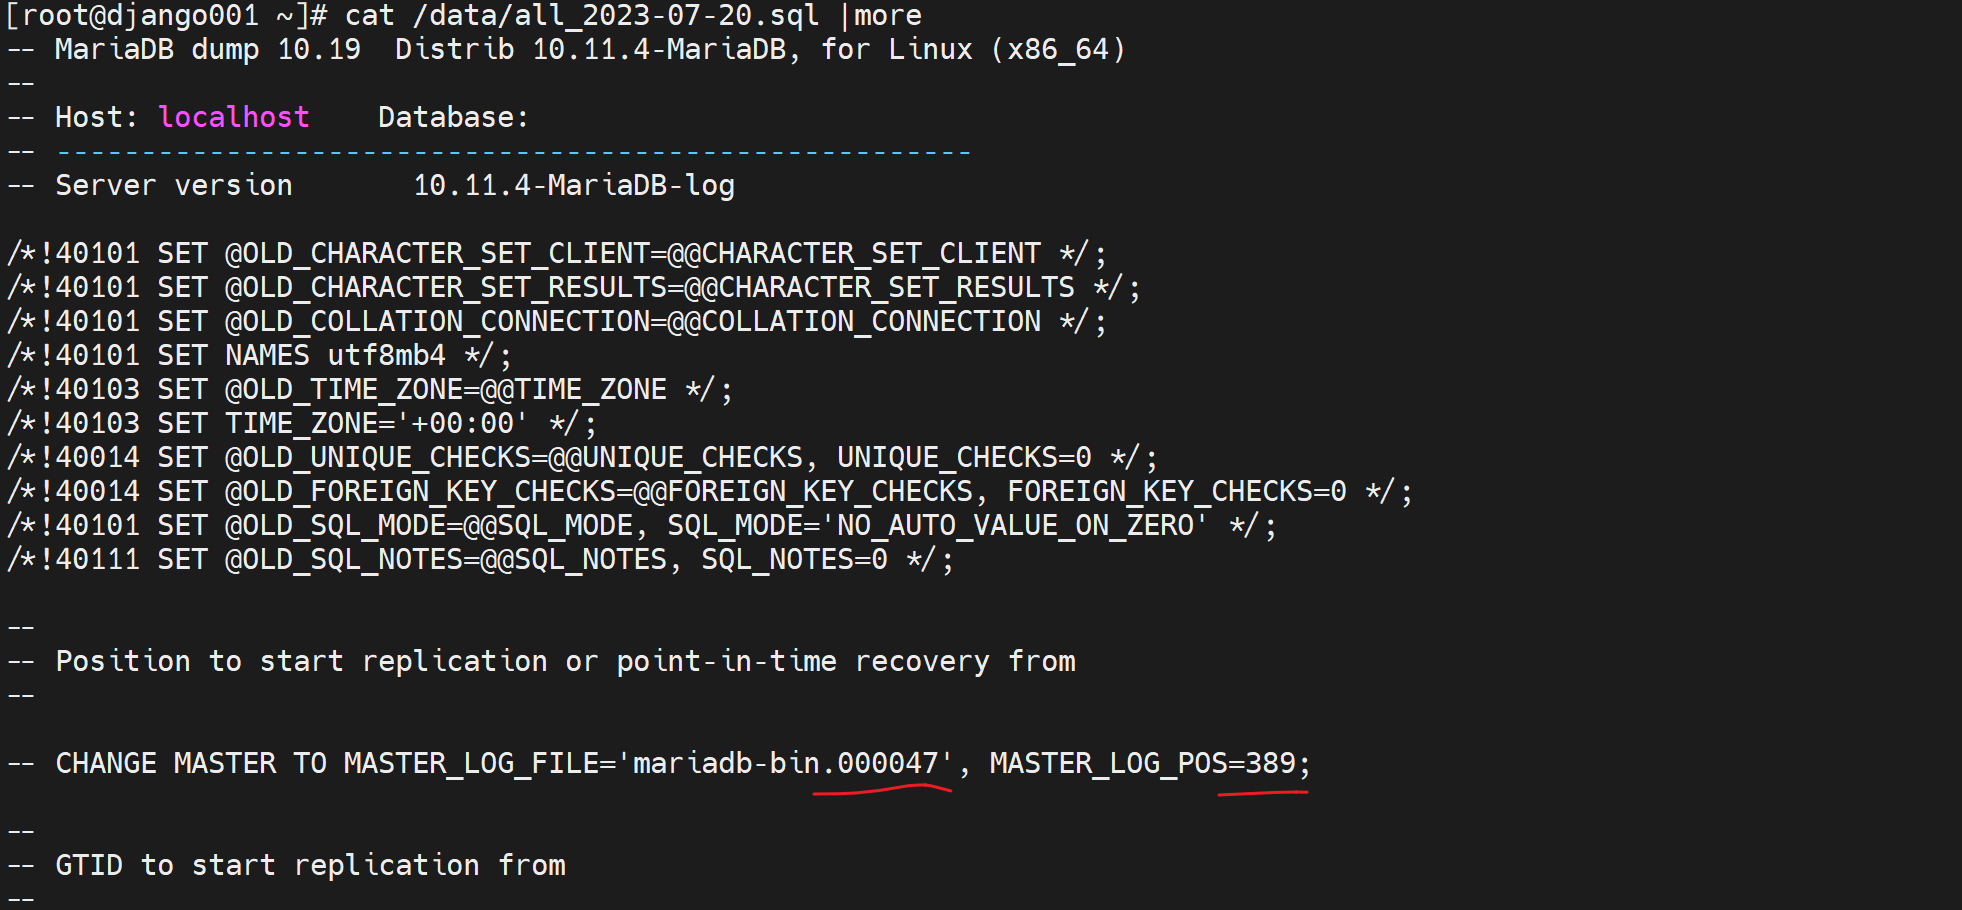 [root@django001 ~]# cat /data/all_2023-07-20.sql |more
-- MariaDB dump 10.19  Distrib 10.11.4-MariaDB, for Linux (x86_64)
--
-- Host: localhost    Database:
-- ------------------------------------------------------
-- Server version       10.11.4-MariaDB-log

/*!40101 SET @OLD_CHARACTER_SET_CLIENT=@@CHARACTER_SET_CLIENT */;
/*!40101 SET @OLD_CHARACTER_SET_RESULTS=@@CHARACTER_SET_RESULTS */;
/*!40101 SET @OLD_COLLATION_CONNECTION=@@COLLATION_CONNECTION */;
/*!40101 SET NAMES utf8mb4 */;
/*!40103 SET @OLD_TIME_ZONE=@@TIME_ZONE */;
/*!40103 SET TIME_ZONE='+00:00' */;
/*!40014 SET @OLD_UNIQUE_CHECKS=@@UNIQUE_CHECKS, UNIQUE_CHECKS=0 */;
/*!40014 SET @OLD_FOREIGN_KEY_CHECKS=@@FOREIGN_KEY_CHECKS, FOREIGN_KEY_CHECKS=0 */;
/*!40101 SET @OLD_SQL_MODE=@@SQL_MODE, SQL_MODE='NO_AUTO_VALUE_ON_ZERO' */;
/*!40111 SET @OLD_SQL_NOTES=@@SQL_NOTES, SQL_NOTES=0 */;

--
-- Position to start replication or point-in-time recovery from
--

-- CHANGE MASTER TO MASTER_LOG_FILE='mariadb-bin.000047', MASTER_LOG_POS=389;

--
-- GTID to start replication from
--